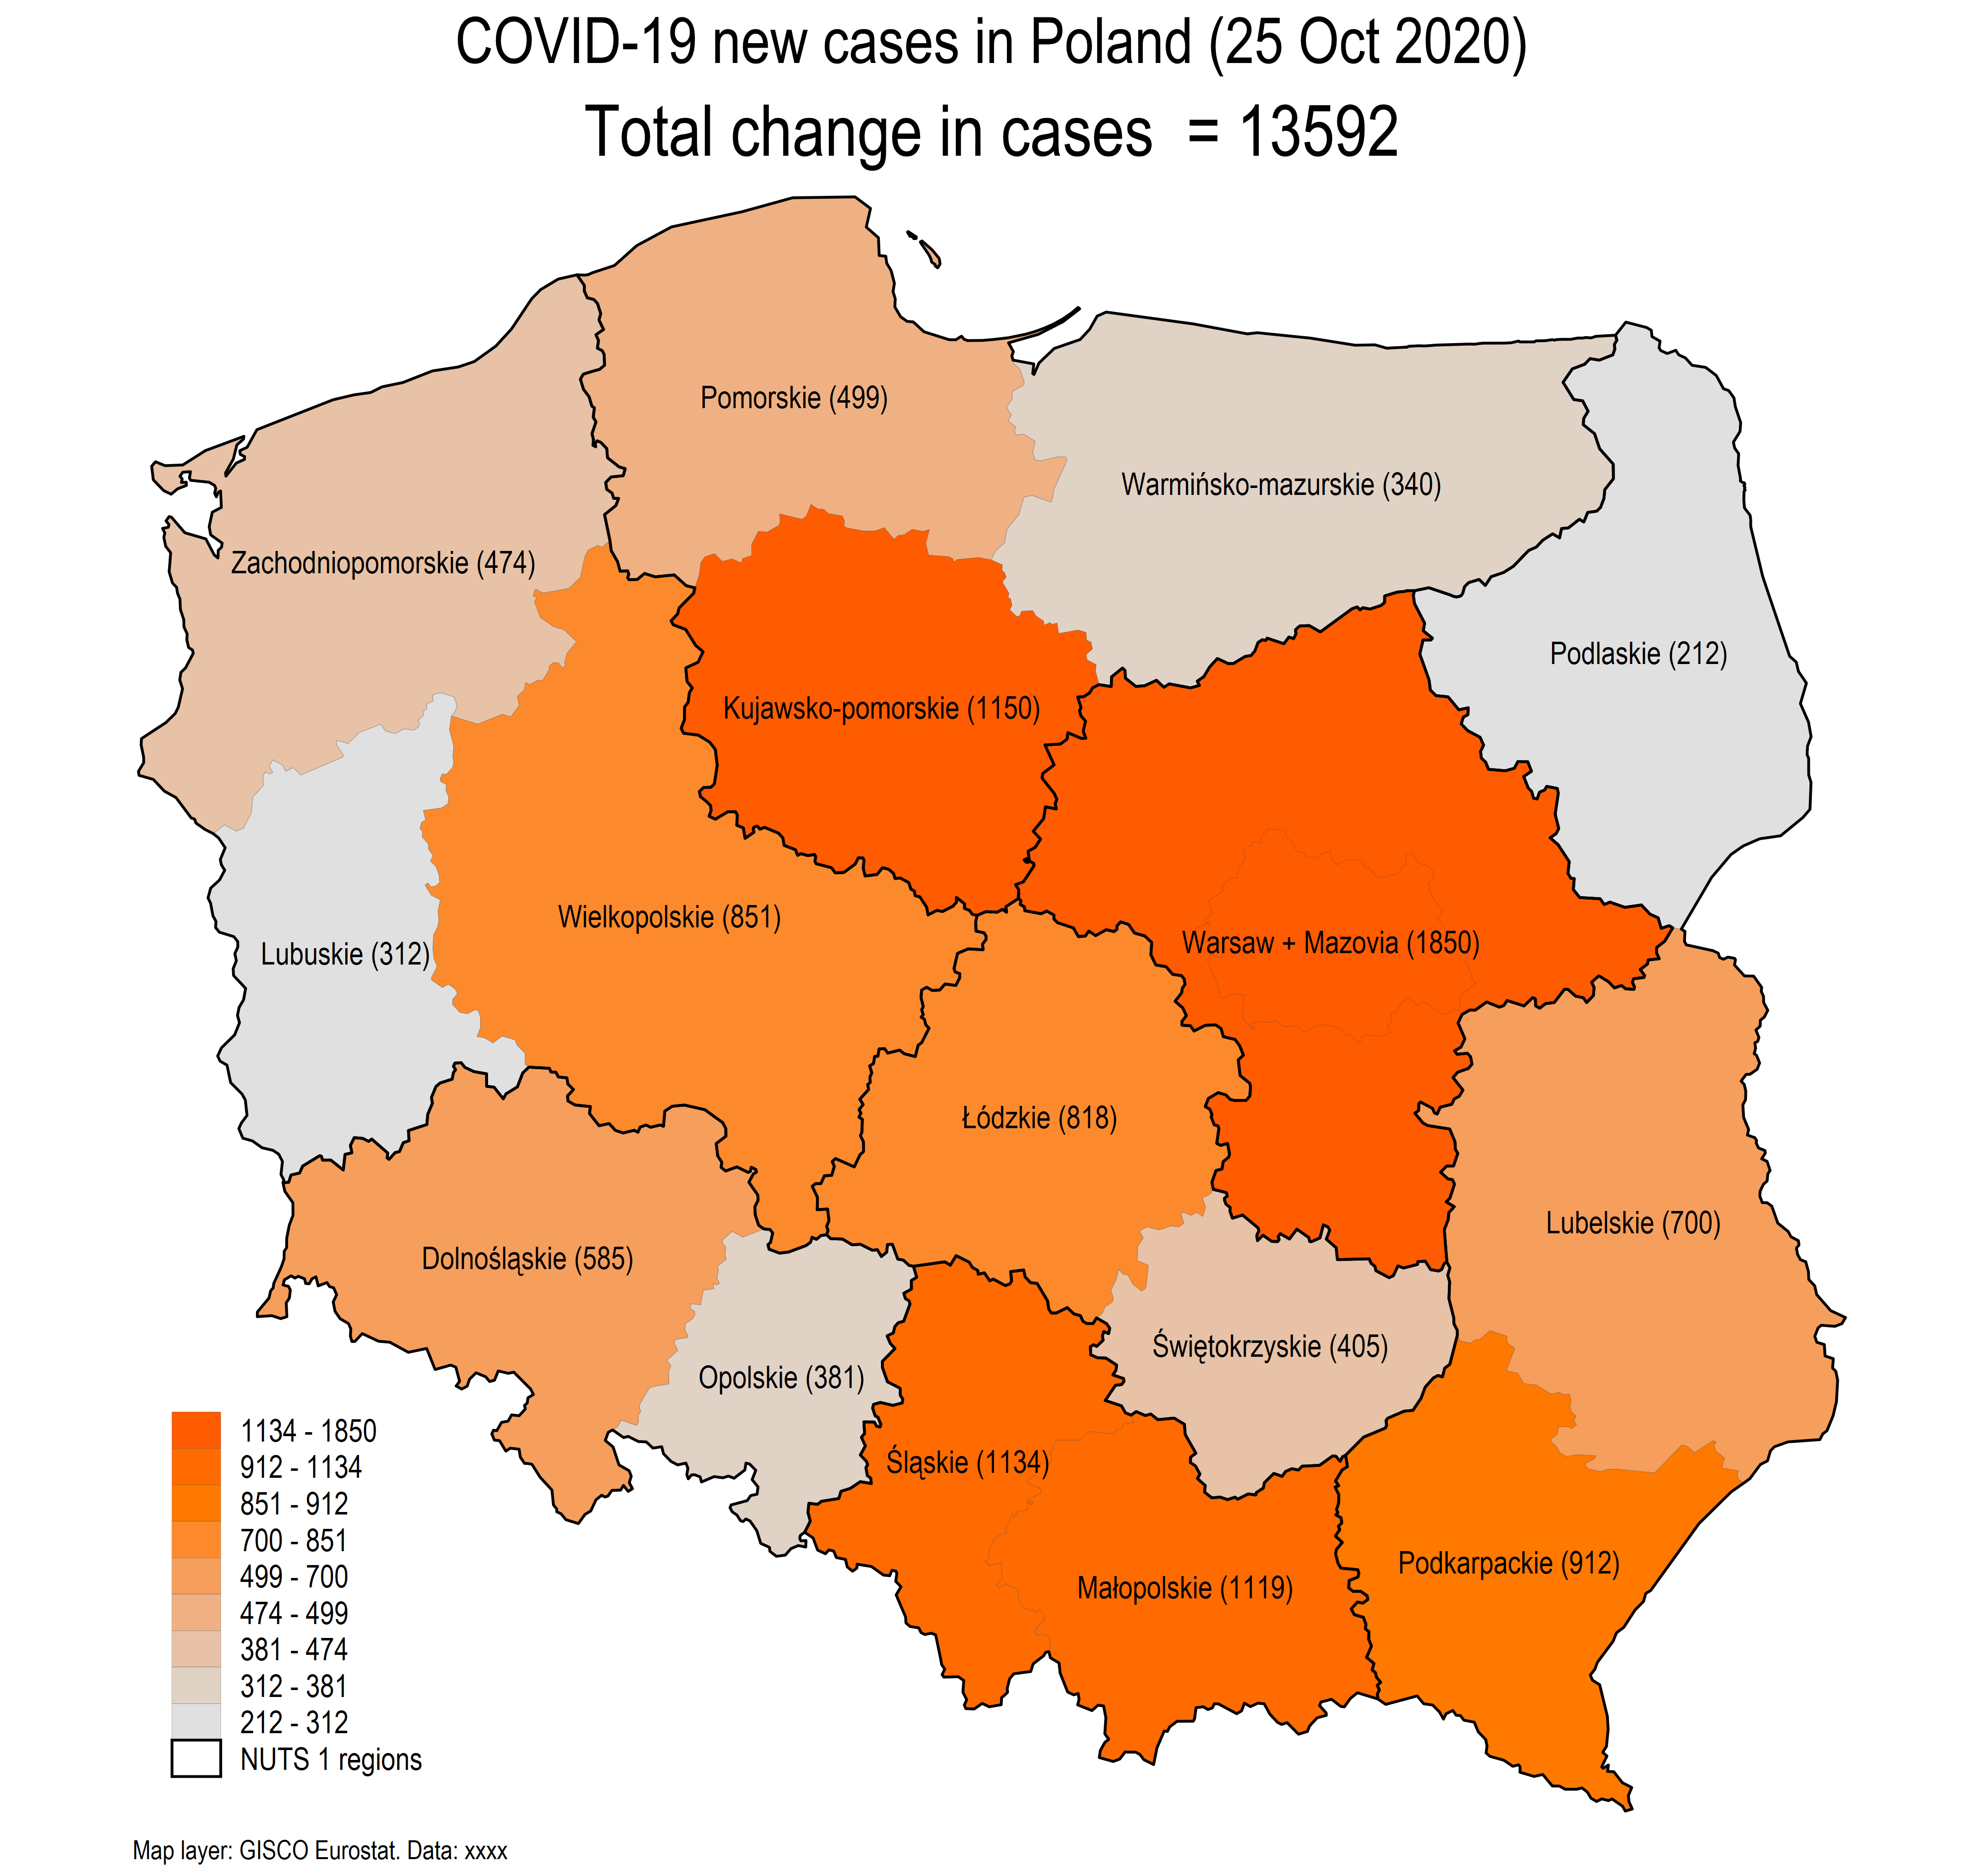 COVID-19 new cases in Poland (25 Oct 2020)
Total change in cases  = 13592
Pomorskie (499)
Warmińsko-mazurskie (340)
Zachodniopomorskie (474)
Podlaskie (212)
Kujawsko-pomorskie (1150)
Wielkopolskie (851)
Warsaw + Mazovia (1850)
Lubuskie (312)
Łódzkie (818)
Lubelskie (700)
Dolnośląskie (585)
Świętokrzyskie (405)
Opolskie (381)
Śląskie (1134)
Podkarpackie (912)
Małopolskie (1119)
1134 - 1850
912 - 1134
851 - 912
700 - 851
499 - 700
474 - 499
381 - 474
312 - 381
212 - 312
NUTS 1 regions
Map layer: GISCO Eurostat. Data: xxxx